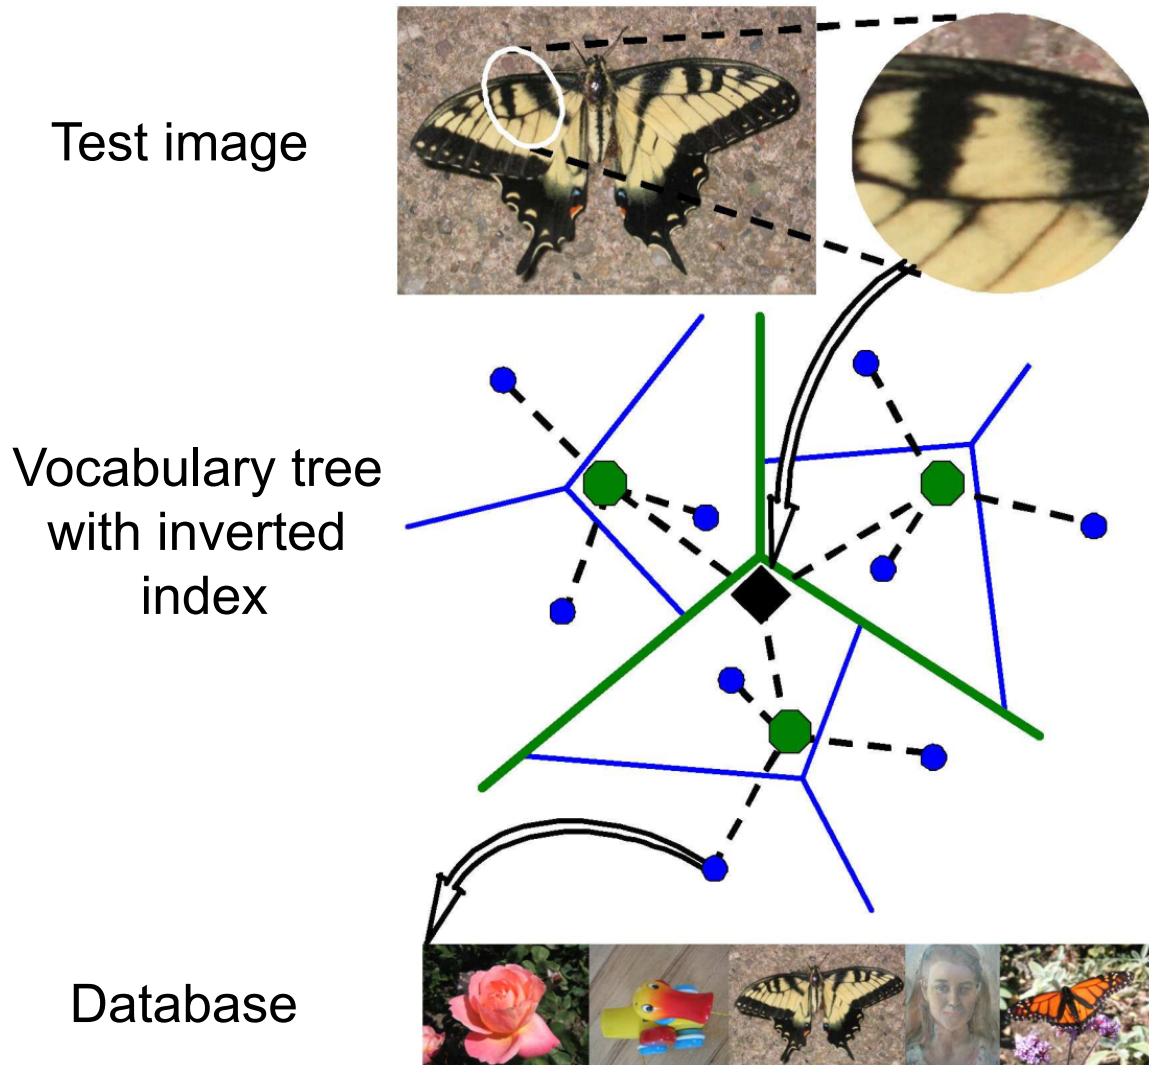 Test image
Vocabulary tree
with inverted
index
Database